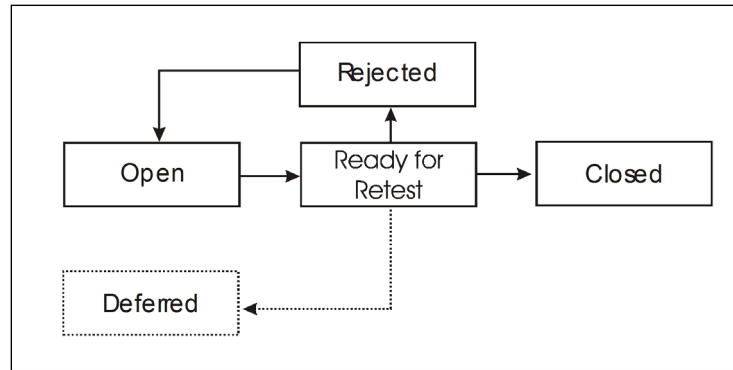 Rejected
Open
Ready for
Retest
Closed
Deferred